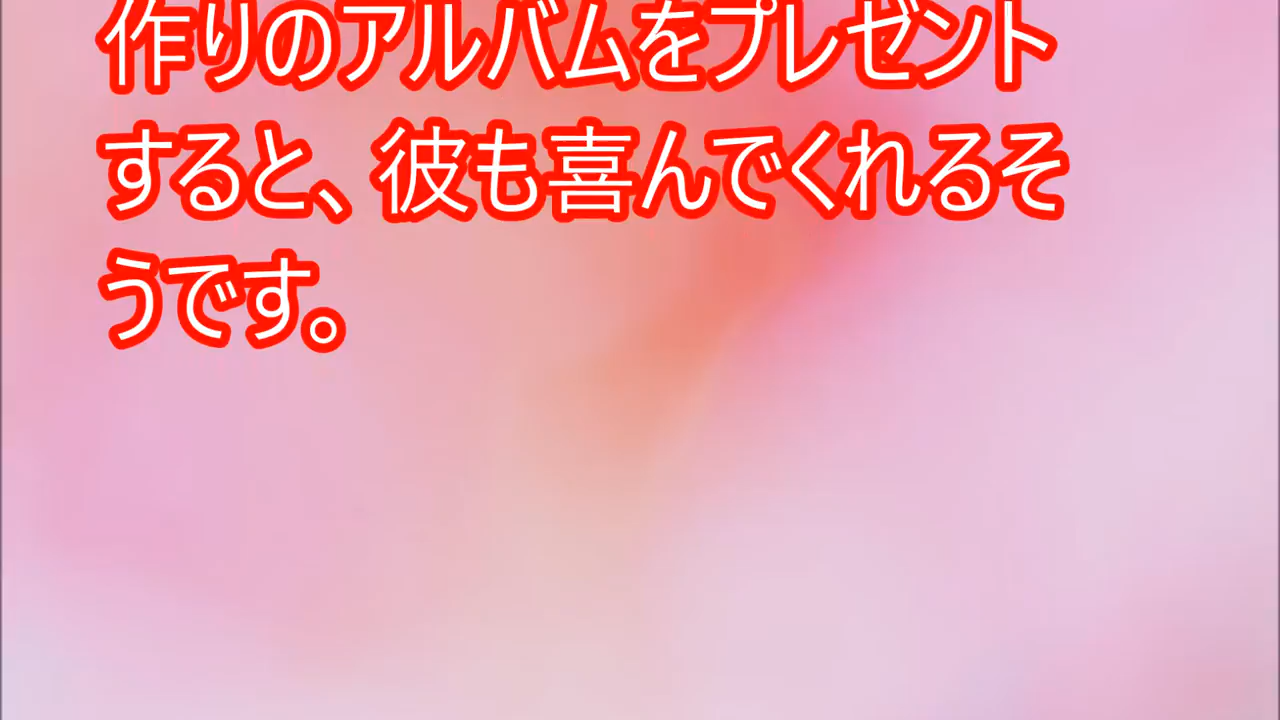 作りのアルバムをプレゼント
すると、彼も喜んでくれるそ
うです。